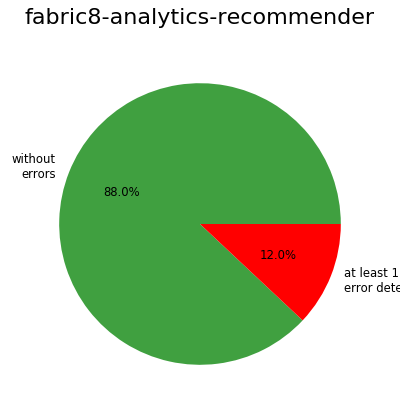 fabric8-analytics-recommender
without
errors
88.0%
12.0%
at least 1
error dete